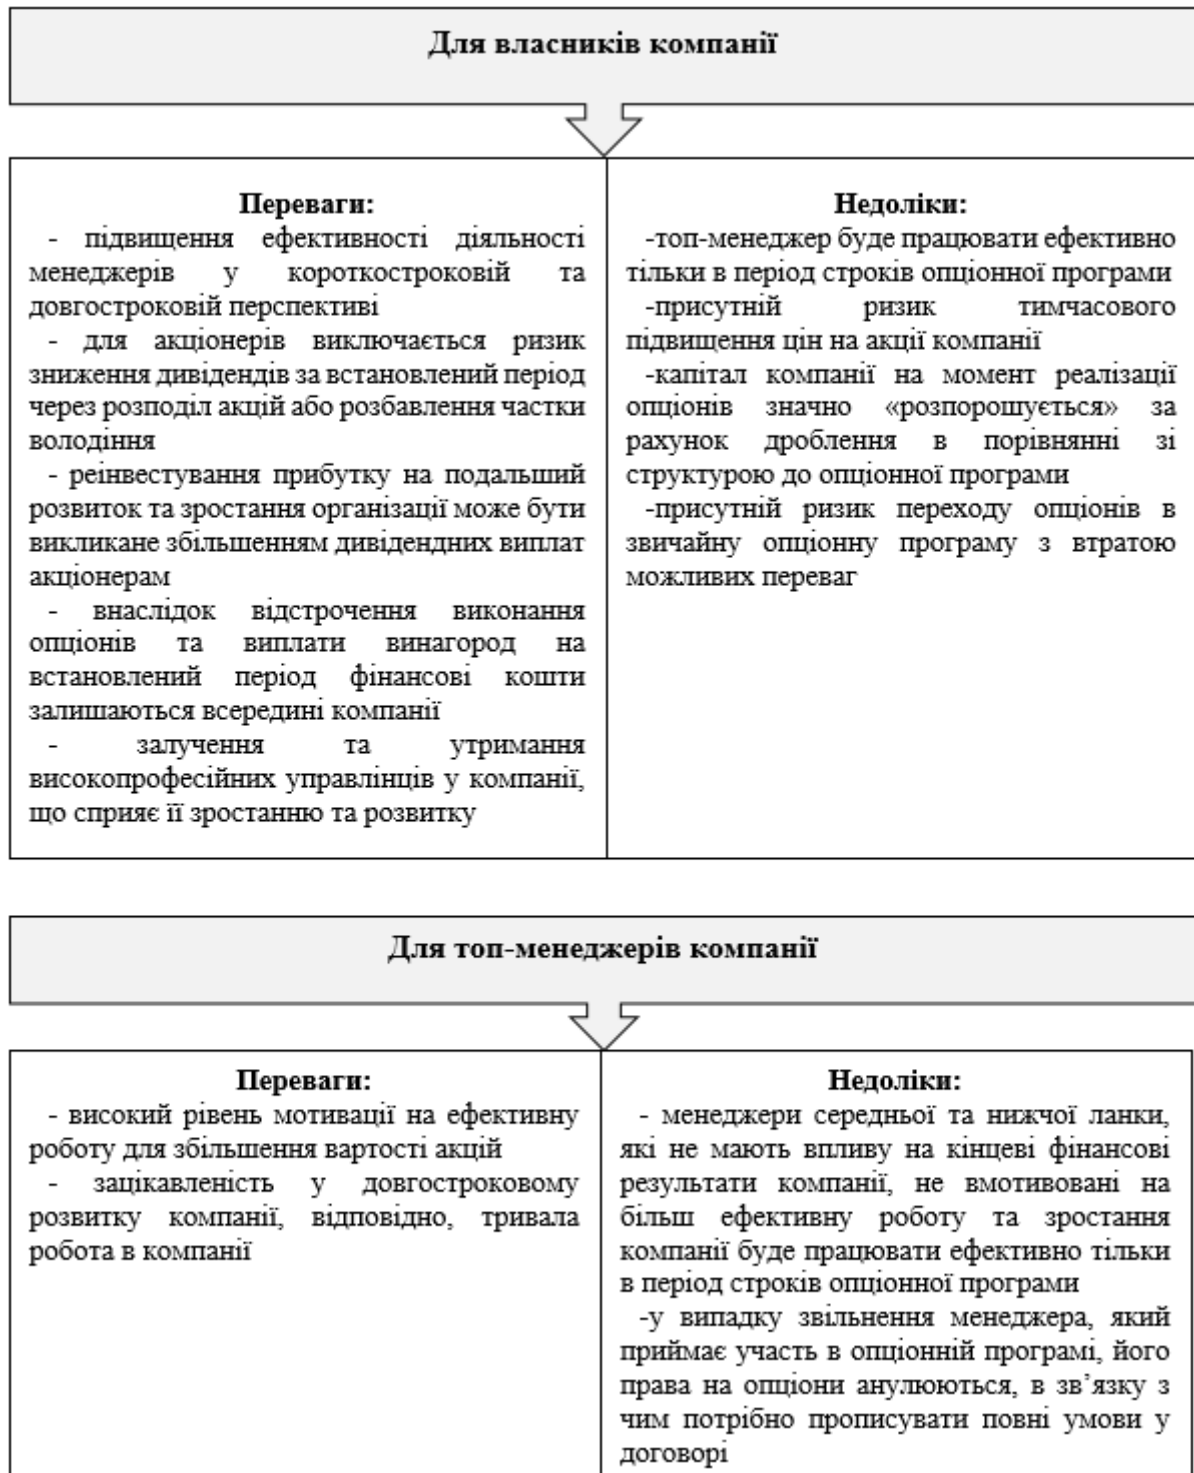 Для власників компанії
Переваги:
- підвищення ефективності діяльності
менеджерів у короткостроковій та
довгостроковій перспективі
- для акціонерів виключається ризик
зниження дивідендів за встановлений період
через розподіл акцій або розбавлення частки
володіння
- реінвестування прибутку на подальший
розвиток та зростання організації може бути
викликане збільшенням дивідендних виплат
акціонерам
- внаслідок відстрочення виконання
опціонів та виплати винагород на
встановлений період фінансові кошти
залишаються всередині компанії
- залучення та утримання
високопрофесійних управлінців у компанії,
що сприяє її зростанню та розвитку
Недоліки:
-топ-менеджер буде працювати ефективно
тільки в період строків опціонної програми
-присутній ризик тимчасового
підвищення цін на акції компанії
-капітал компанії на момент реалізації
опціонів значно «розпорошується» за
рахунок дроблення в порівнянні зі
структурою до опціонної програми
-присутній ризик переходу опціонів в
звичайну опціонну програму з втратою
можливих переваг
Для топ-менеджерів компанії
Переваги:
- високий рівень мотивації на ефективну
роботу для збільшення вартості акцій
- зацікавленість у довгостроковому
розвитку компанії, відповідно, тривала
робота в компанії
Недоліки:
- менеджери середньої та нижчої ланки,
які не мають впливу на кінцеві фінансові
результати компанії, не вмотивовані на
більш ефективну роботу та зростання
компанії буде працювати ефективно тільки
в період строків опціонної програми
-у випадку звільнення менеджера, який
приймає участь в опціонній програмі, його
права на опціони анулюються, в зв’язку з
чим потрібно прописувати повні умови у
договорі